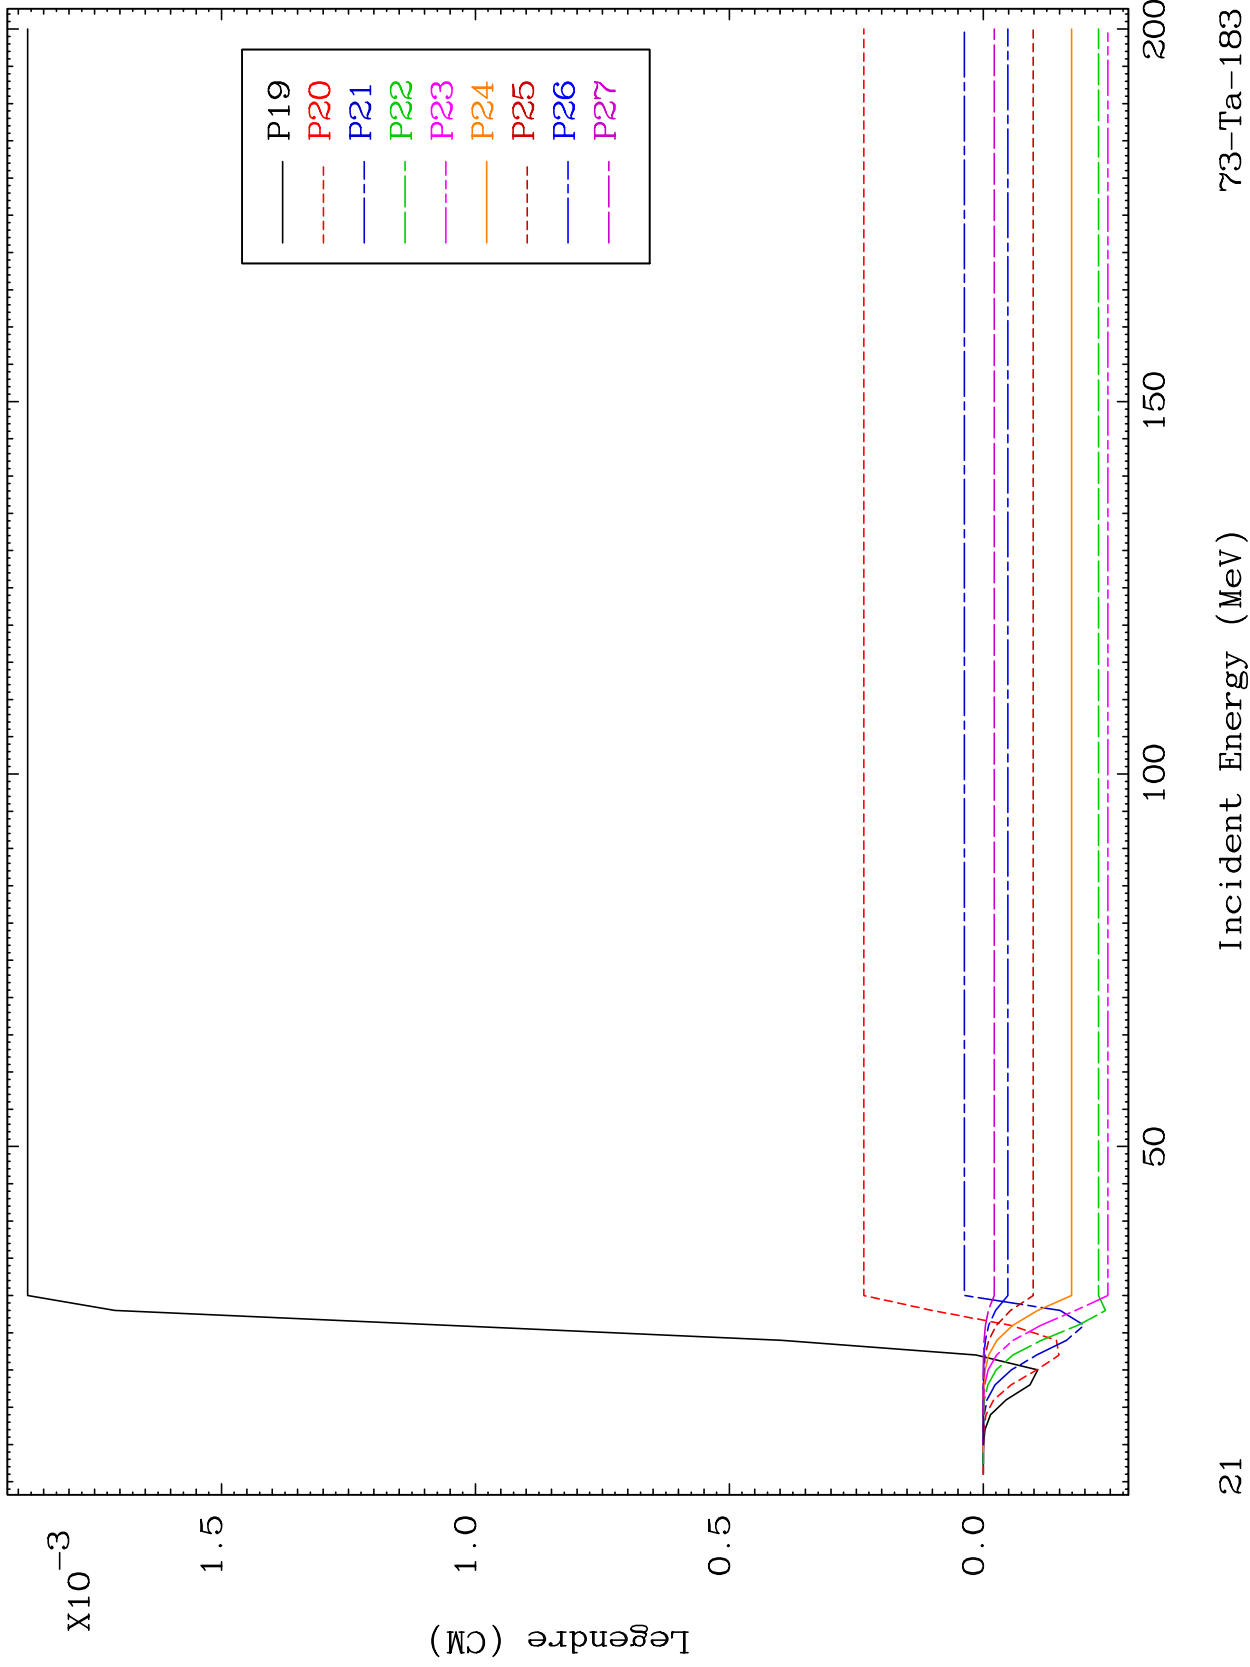 X10-3
1.5
1.0
0.5
0.0
Legendre (CM)
P19
P20
P21
P22
P23
P24
P25
P26
P27
50
100
150
200
21
Incident Energy (MeV)
73-Ta-183